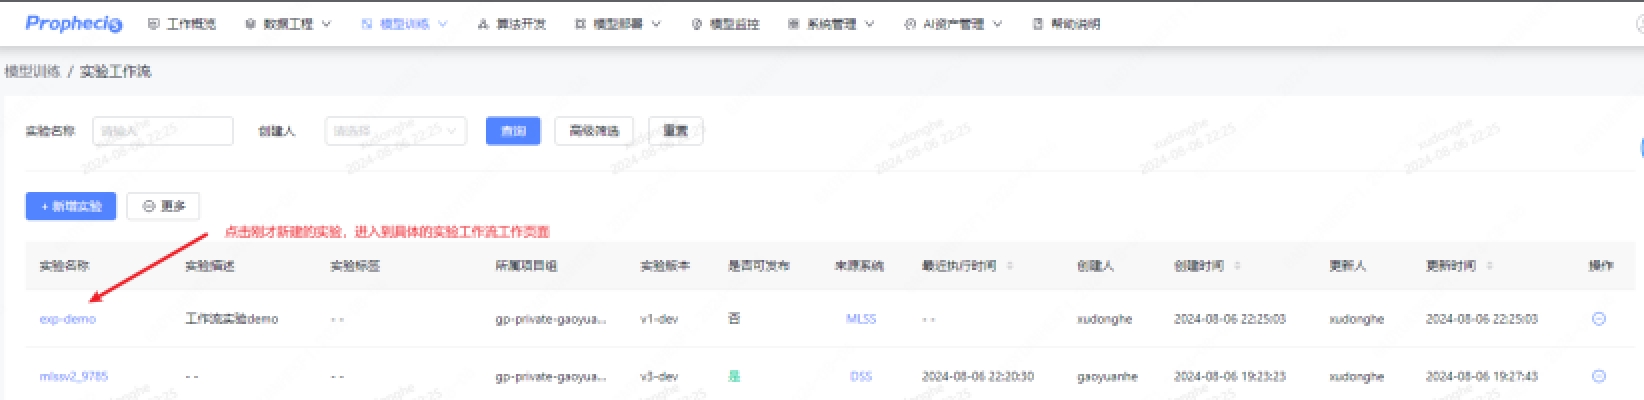 Prophecis 工作概览 数据工程 模型训练 算法开发 模型部署 模型监控 系统管理 AI资产管理 帮助说明
模型训练 / 实验工作流
实验名称 请输入 创建人 请选择 查询 高级筛选 重置
+ 新增实验 更多
点击刚才新建的实验，进入到具体的实验工作流工作页面
实验名称 实验描述 实验标签 所属项目组 实验版本 是否可发布 来源系统 最近执行时间 创建人 创建时间 更新人 更新时间 操作
exp-demo 工作流实验demo -- gp-private-gaoyua... v1-dev 否 MLSS -- xudonghe 2024-08-06 22:25:03 xudonghe 2024-08-06 22:25:03
mlssv2_9785 -- -- gp-private-gaoyua... v3-dev 是 DSS 2024-08-06 22:20:30 gaoyuanhe 2024-08-06 19:23:23 xudonghe 2024-08-06 19:27:43
xudonghe
2024-08-06 22:25